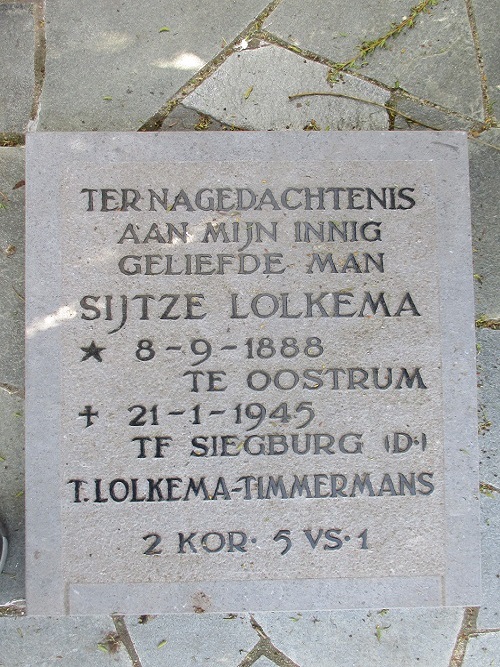 TER NAGEDACHTENIS
AAN MIJN INNIG
GELIEFDE MAN
SIJTZE LOLKEMA
★ 8-9-1888
TE OOSTRUM
✝ 21-1-1945
TE SIEGBURG (D.)
T. LOLKEMA-TIMMERMANS
2 KOR. 5 VS. 1